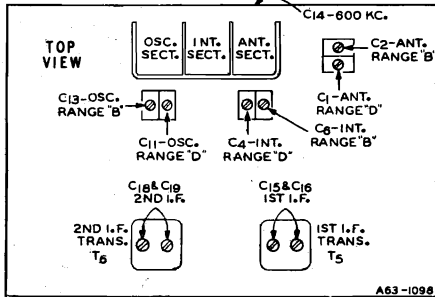 C14-600 KC.
TOP
VIEW
OSC.
SECT.
INT.
SECT.
ANT.
SECT.
C2-ANT.
RANGE "B"
C1-ANT.
RANGE "D"
C13-OSC.
RANGE "B"
C11-OSC.
RANGE "D"
C4-INT.
RANGE "D"
C6-INT.
RANGE "B"
C18 & C19
2ND I.F.
C15 & C16
1ST I.F.
2ND I.F.
TRANS.
T6
1ST I.F.
TRANS.
T5
A63-1098